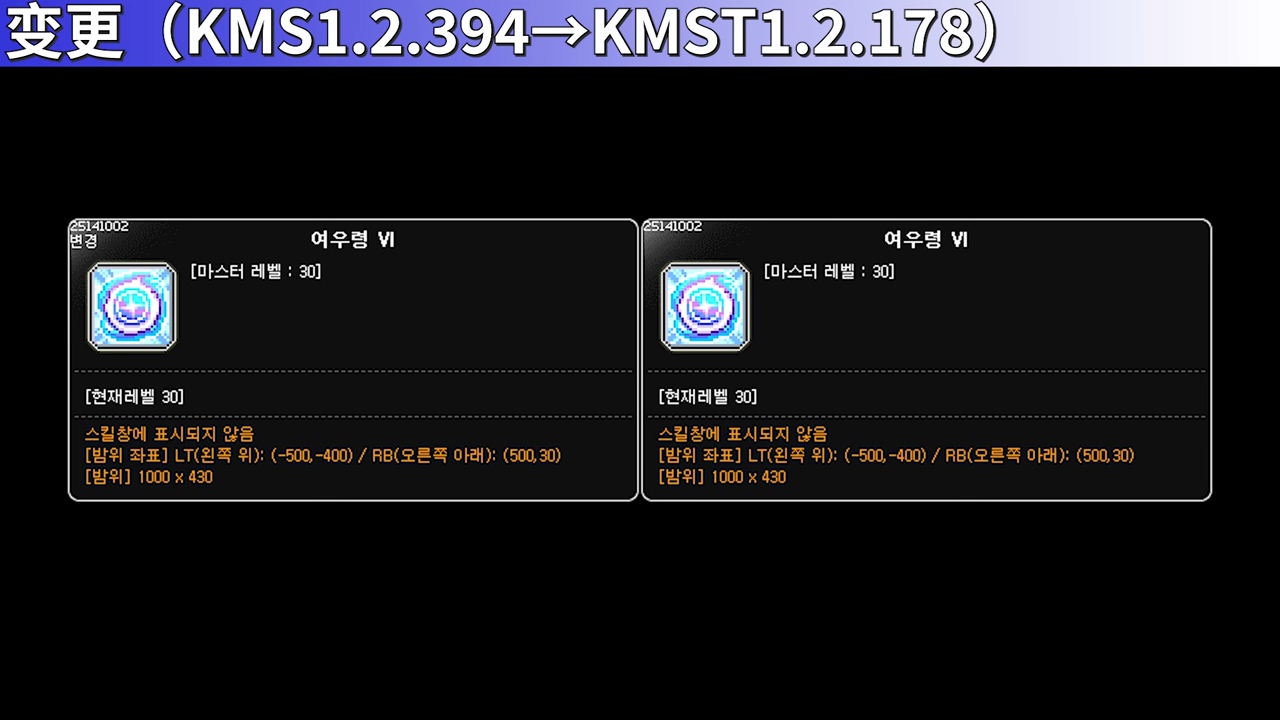 变更（KMS1.2.394→KMST1.2.178）
25141002
변경
여우령 VI
[마스터 레벨 : 30]
[현재레벨 30]
스킬창에 표시되지 않음
[범위 좌표] LT(왼쪽 위): (-500,-400) / RB(오른쪽 아래): (500,30)
[범위] 1000 x 430
25141002
여우령 VI
[마스터 레벨 : 30]
[현재레벨 30]
스킬창에 표시되지 않음
[범위 좌표] LT(왼쪽 위): (-500,-400) / RB(오른쪽 아래): (500,30)
[범위] 1000 x 430